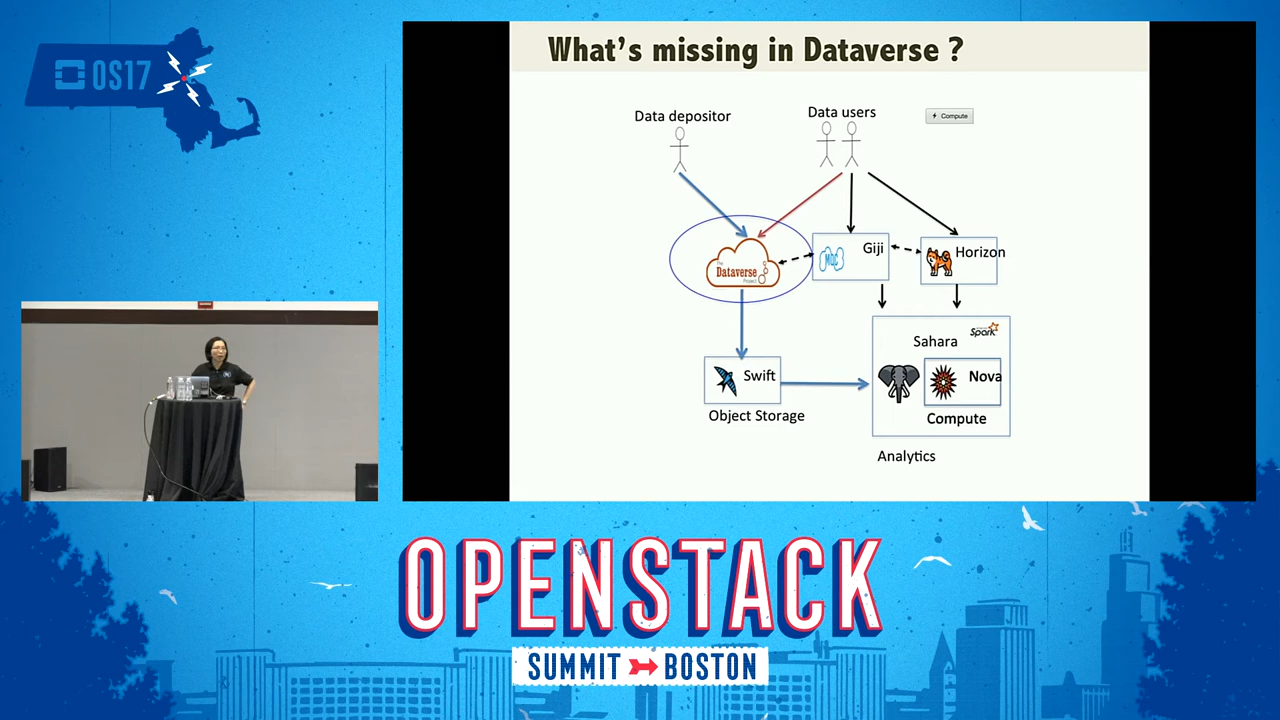 OS17
What's missing in Dataverse ?
Data depositor
Data users
Compute
The
Dataverse
Project
MOC
Giji
Horizon
Spark
Sahara
Swift
Nova
Object Storage
Compute
Analytics
OPENSTACK
SUMMIT BOSTON